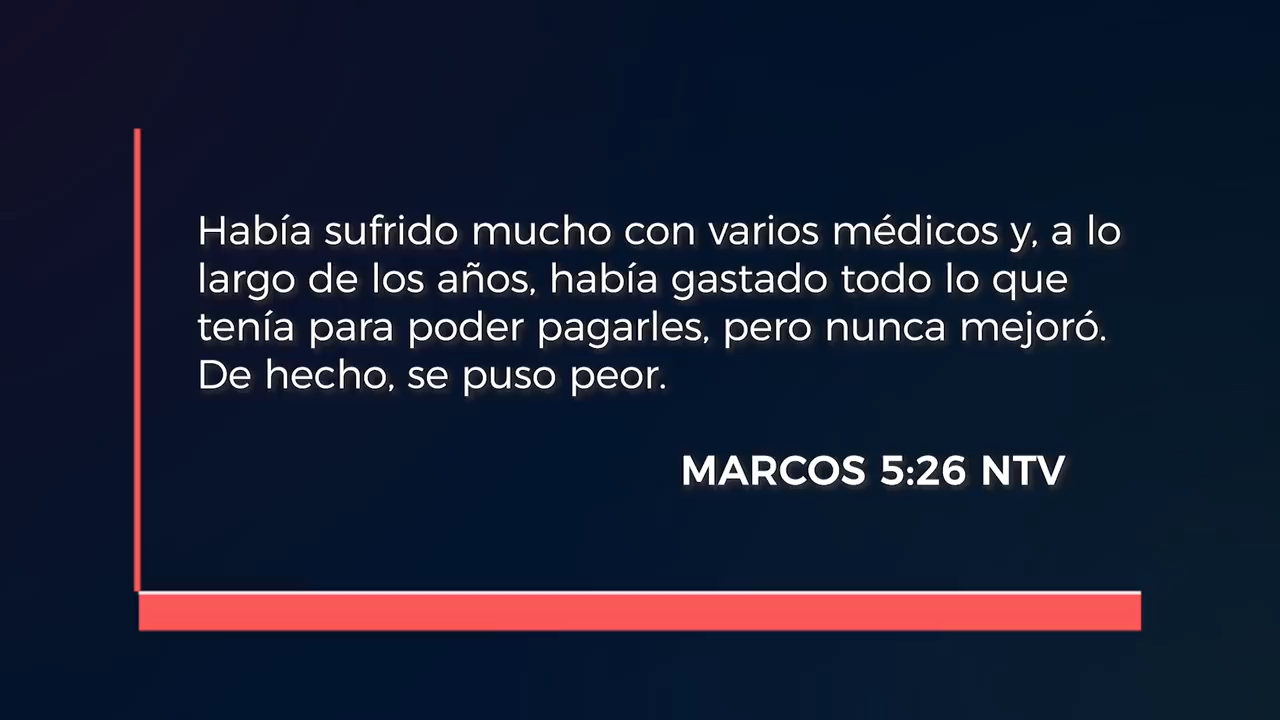 Había sufrido mucho con varios médicos y, a lo
largo de los años, había gastado todo lo que
tenía para poder pagarles, pero nunca mejoró.
De hecho, se puso peor.
MARCOS 5:26 NTV